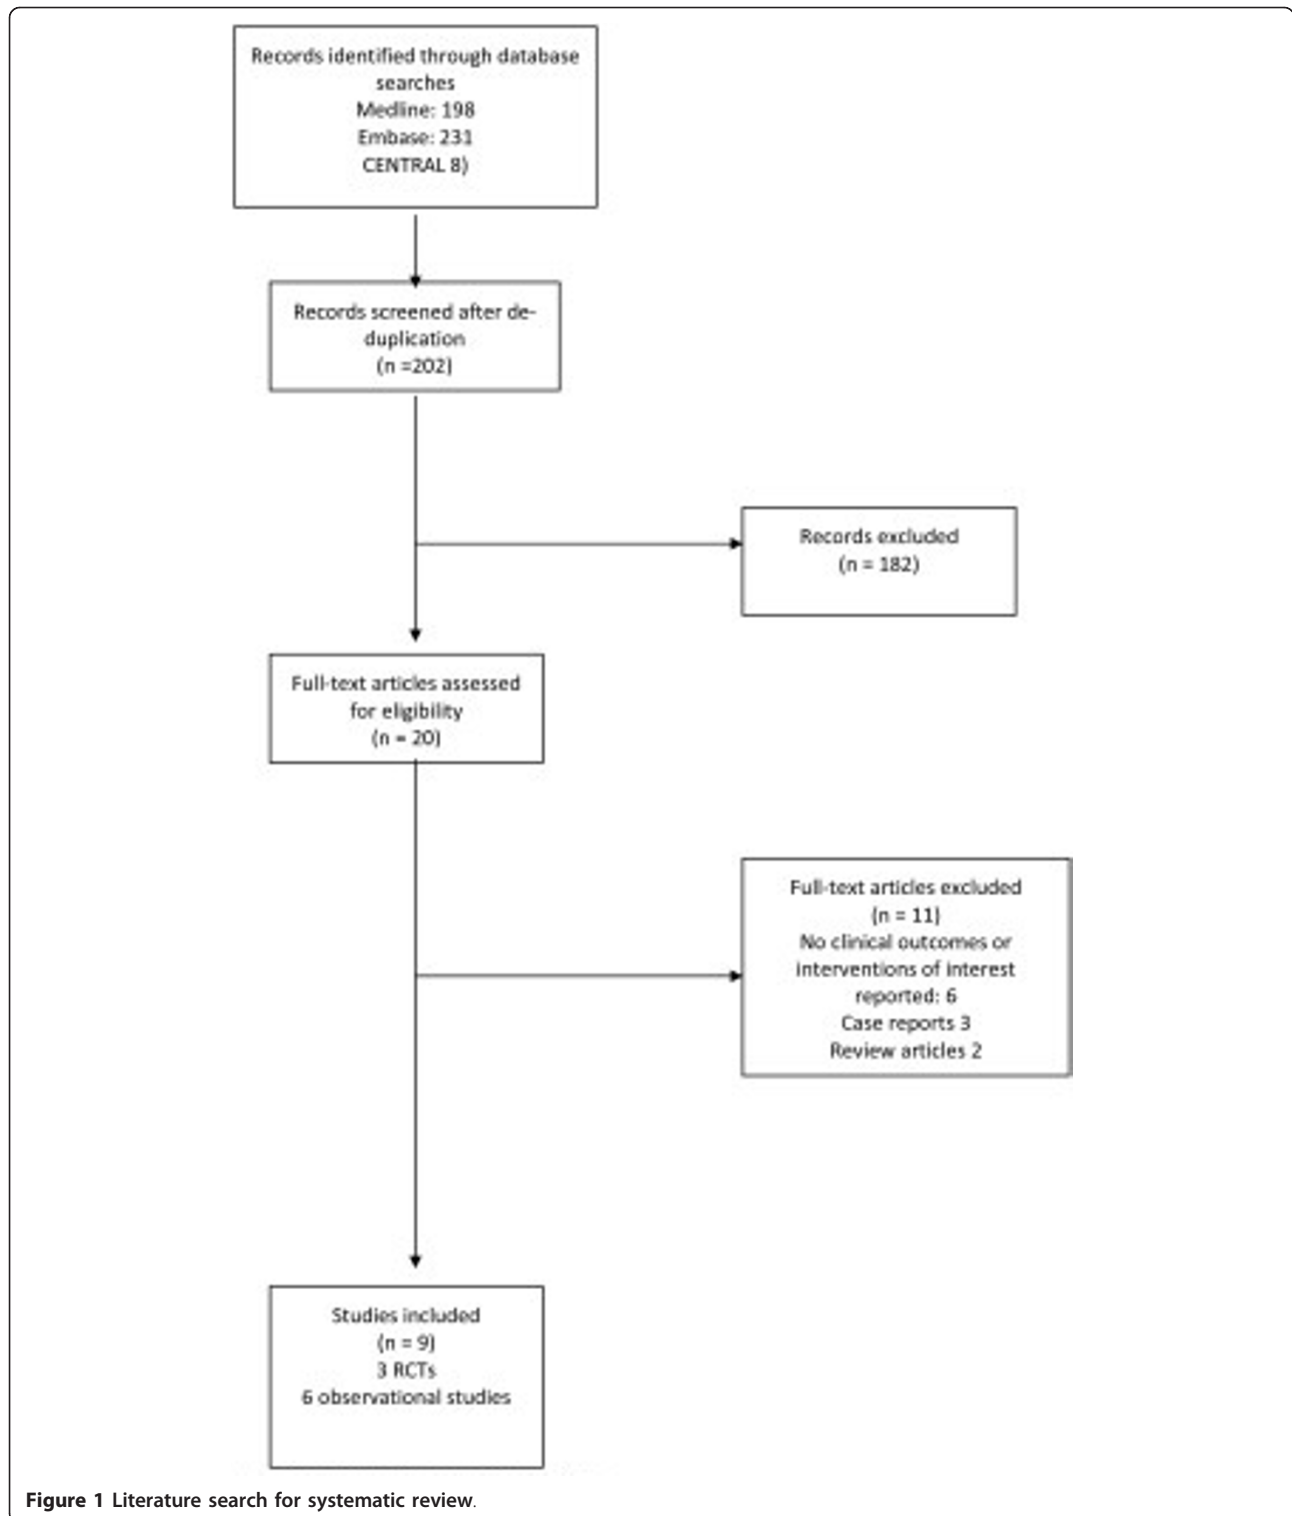 Records identified through database
searches
Medline: 198
Embase: 231
CENTRAL 8)
Records screened after de-
duplication
(n =202)
Records excluded
(n = 182)
Full-text articles assessed
for eligibility
(n = 20)
Full-text articles excluded
(n = 11)
No clinical outcomes or
interventions of interest
reported: 6
Case reports 3
Review articles 2
Studies included
(n = 9)
3 RCTs
6 observational studies
Figure 1 Literature search for systematic review.